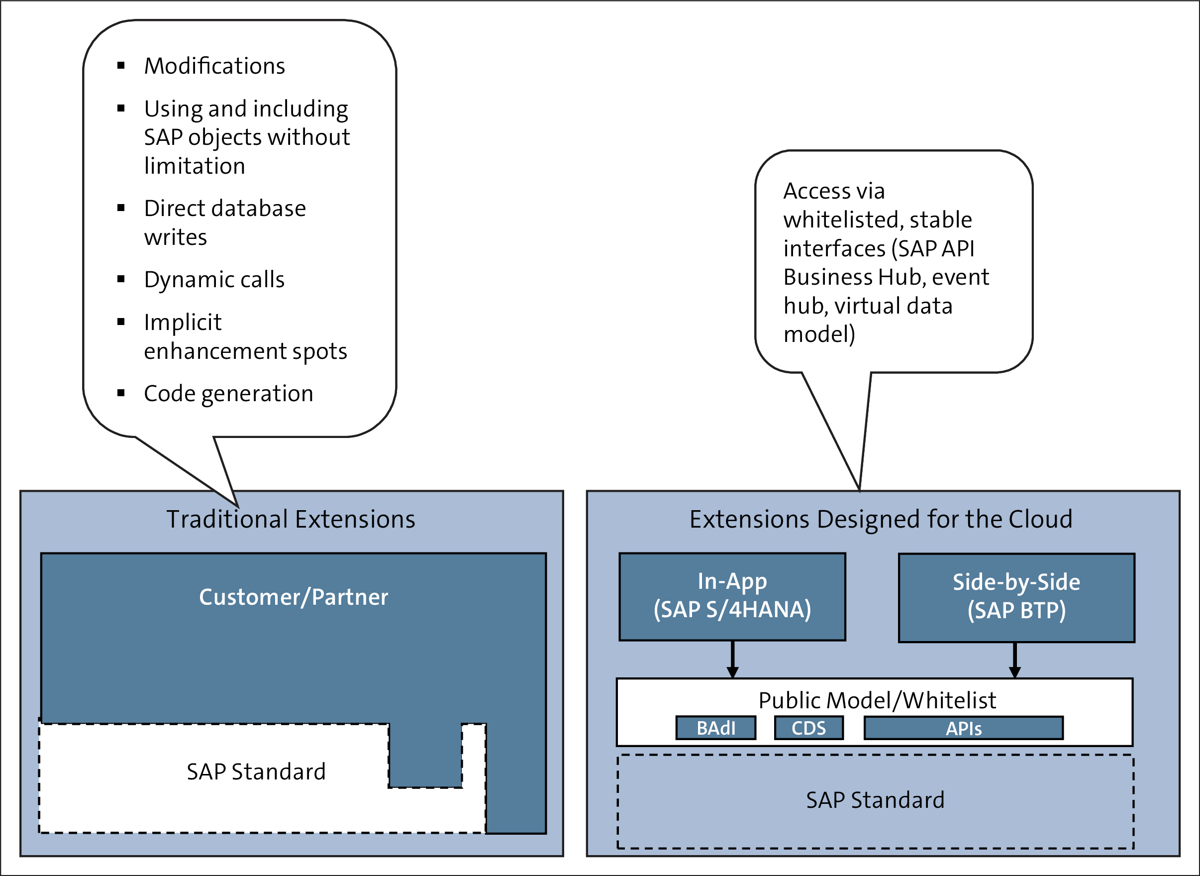 ▪ Modifications
▪ Using and including
SAP objects without
limitation
▪ Direct database
writes
▪ Dynamic calls
▪ Implicit
enhancement spots
▪ Code generation
Access via
whitelisted, stable
interfaces (SAP API
Business Hub, event
hub, virtual data
model)
Traditional Extensions
Customer/Partner
SAP Standard
Extensions Designed for the Cloud
In-App
(SAP S/4HANA)
Side-by-Side
(SAP BTP)
Public Model/Whitelist
BAdI
CDS
APIs
SAP Standard